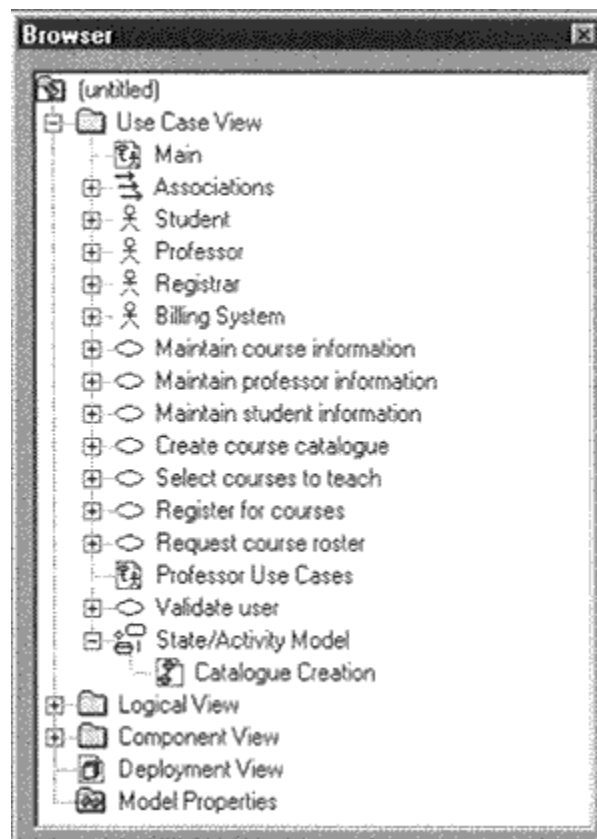 Browser
(untitled)
Use Case View
Main
Associations
Student
Professor
Registrar
Billing System
Maintain course information
Maintain professor information
Maintain student information
Create course catalogue
Select courses to teach
Register for courses
Request course roster
Professor Use Cases
Validate user
State/Activity Model
Catalogue Creation
Logical View
Component View
Deployment View
Model Properties